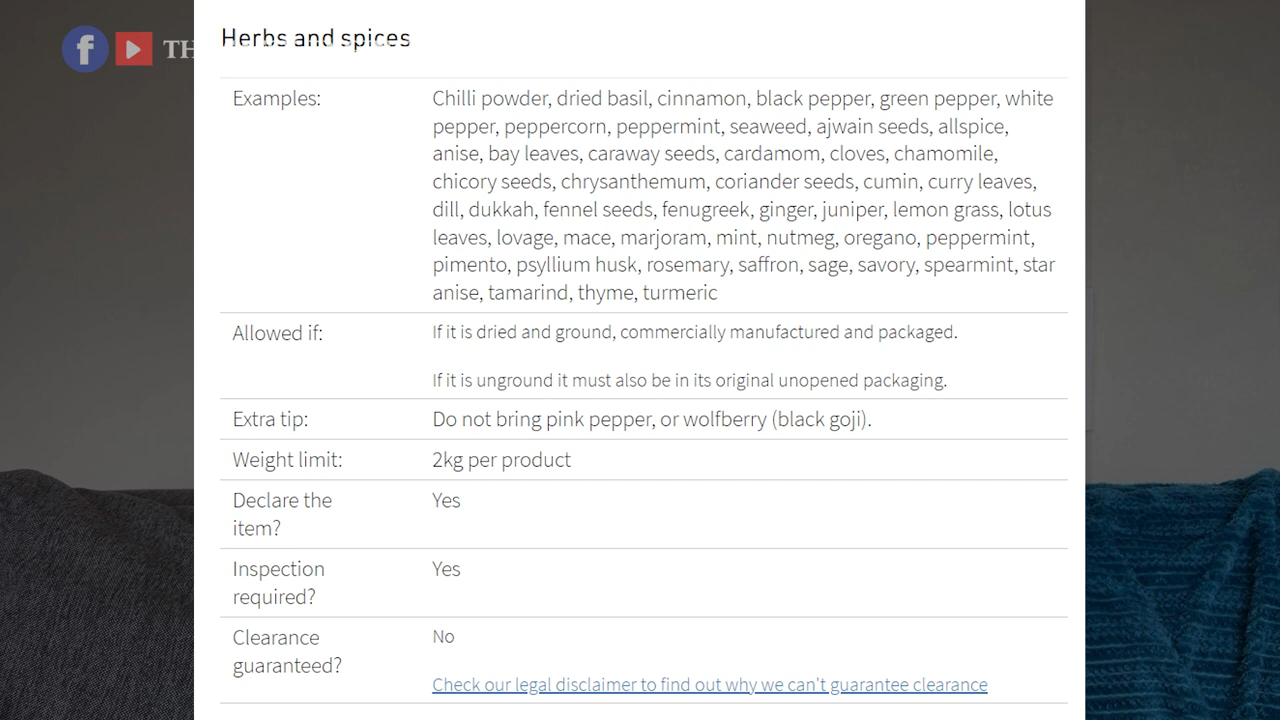 f
TH
Herbs and spices
Examples:
Chilli powder, dried basil, cinnamon, black pepper, green pepper, white
pepper, peppercorn, peppermint, seaweed, ajwain seeds, allspice,
anise, bay leaves, caraway seeds, cardamom, cloves, chamomile,
chicory seeds, chrysanthemum, coriander seeds, cumin, curry leaves,
dill, dukkah, fennel seeds, fenugreek, ginger, juniper, lemon grass, lotus
leaves, lovage, mace, marjoram, mint, nutmeg, oregano, peppermint,
pimento, psyllium husk, rosemary, saffron, sage, savory, spearmint, star
anise, tamarind, thyme, turmeric
Allowed if:
If it is dried and ground, commercially manufactured and packaged.
If it is unground it must also be in its original unopened packaging.
Extra tip:
Do not bring pink pepper, or wolfberry (black goji).
Weight limit:
2kg per product
Declare the
item?
Yes
Inspection
required?
Yes
Clearance
guaranteed?
No
Check our legal disclaimer to find out why we can't guarantee clearance